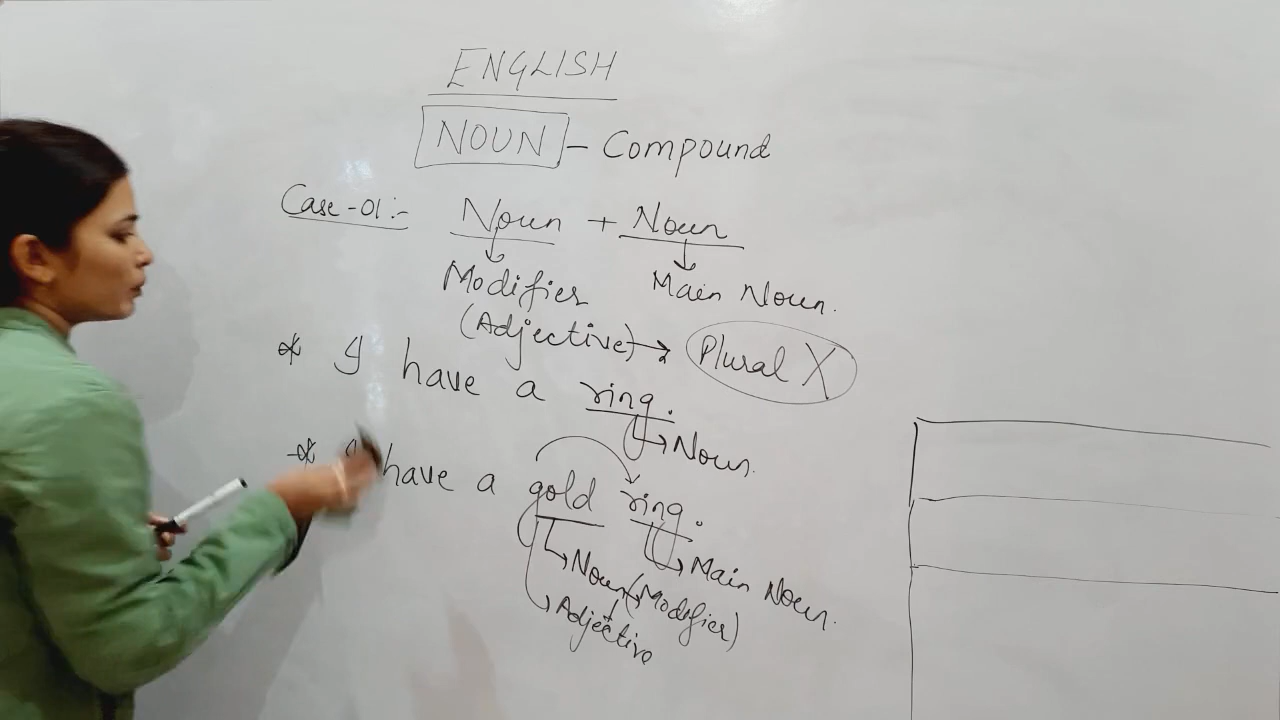 ENGLISH
NOUN - Compound
Case-01:- Noun + Noun
Modifier Main Noun.
(Adjective) → Plural X
* I have a ring.
Noun.
* I have a gold ring.
Noun (Modifier) Main Noun.
Adjective